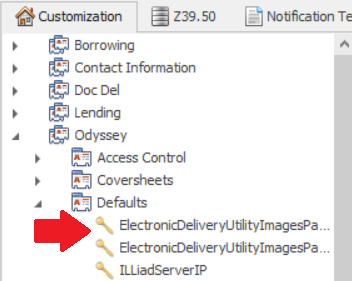 Customization Z39.50 Notification Te
Borrowing
Contact Information
Doc Del
Lending
Odyssey
Access Control
Coversheets
Defaults
ElectronicDeliveryUtilityImagesPa...
ElectronicDeliveryUtilityImagesPa...
ILLiadServerIP